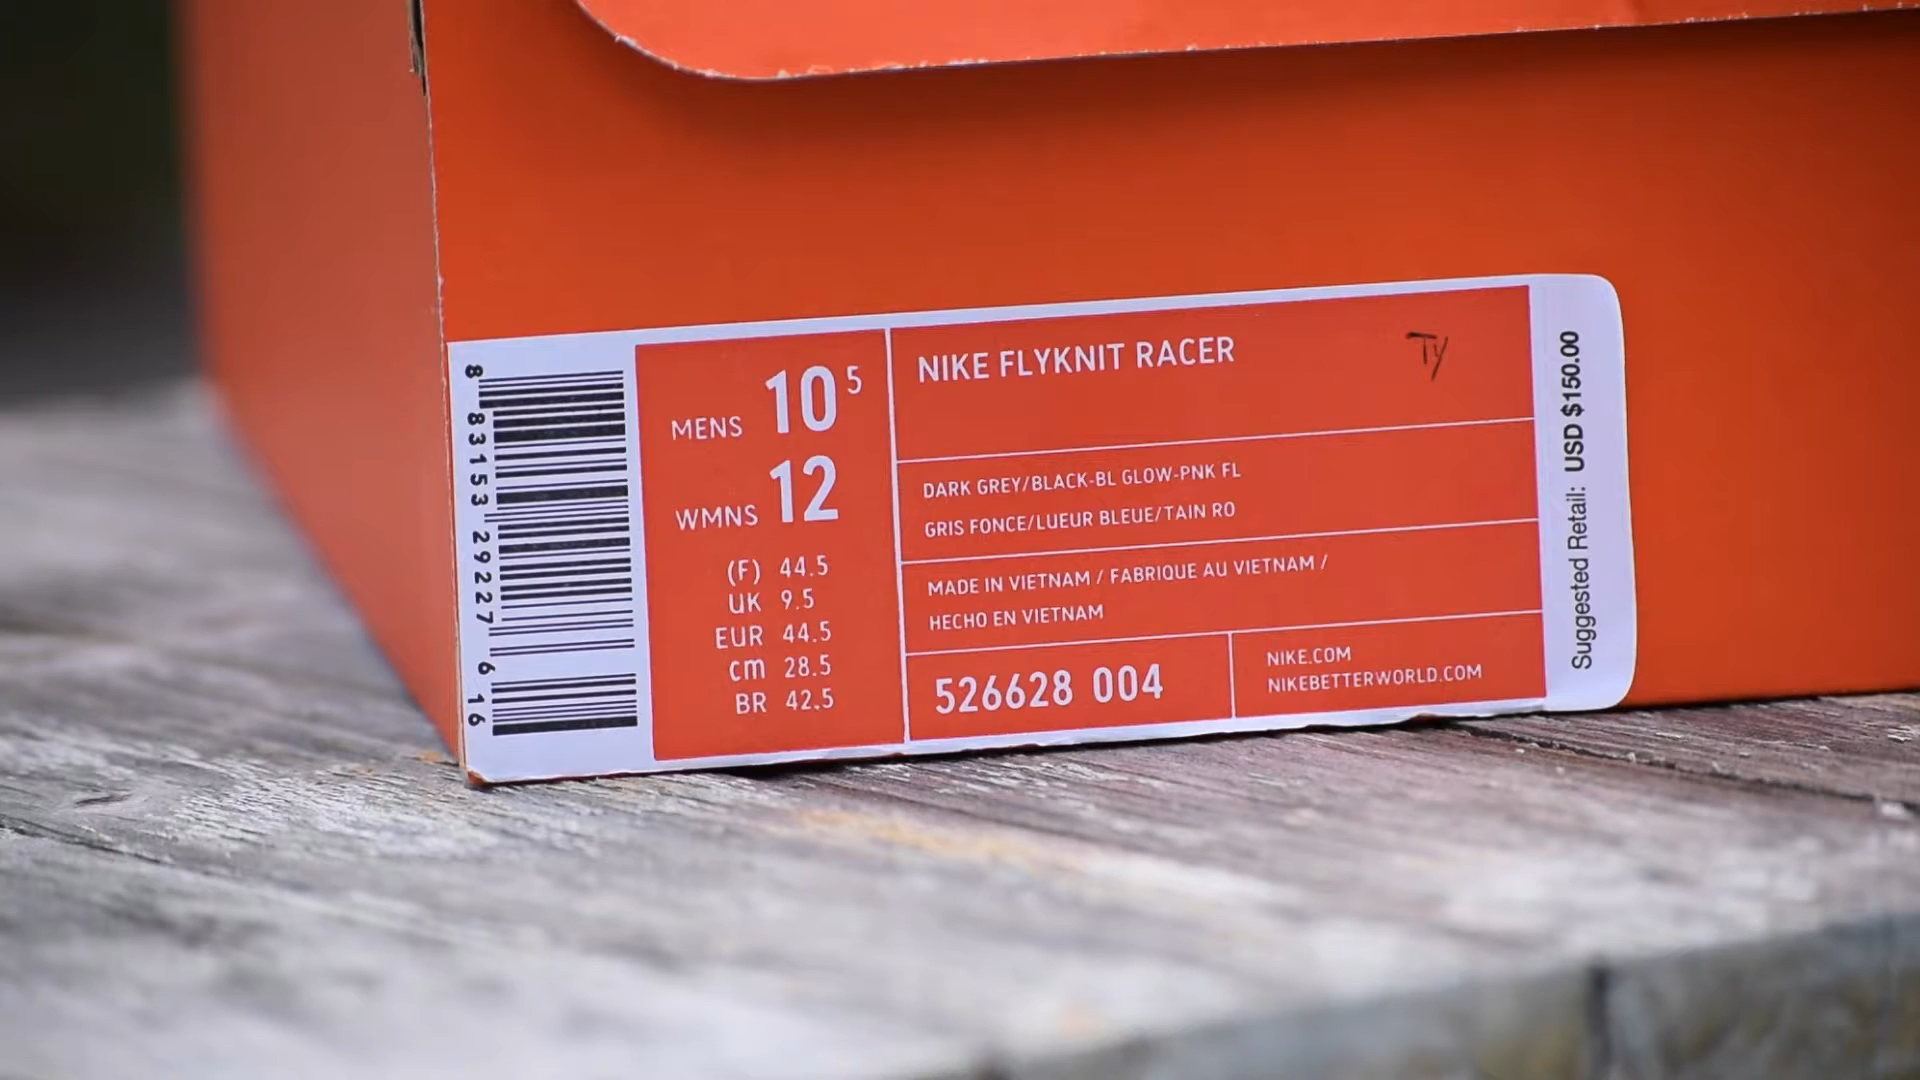 8 83153 29227 6 16
MENS 10 5
WMNS 12
(F) 44.5
UK 9.5
EUR 44.5
cm 28.5
BR 42.5
NIKE FLYKNIT RACER
Ty
DARK GREY/BLACK-BL GLOW-PNK FL
GRIS FONCE/LUEUR BLEUE/TAIN RO
MADE IN VIETNAM / FABRIQUE AU VIETNAM /
HECHO EN VIETNAM
526628 004
NIKE.COM
NIKEBETTERWORLD.COM
Suggested Retail: USD $150.00